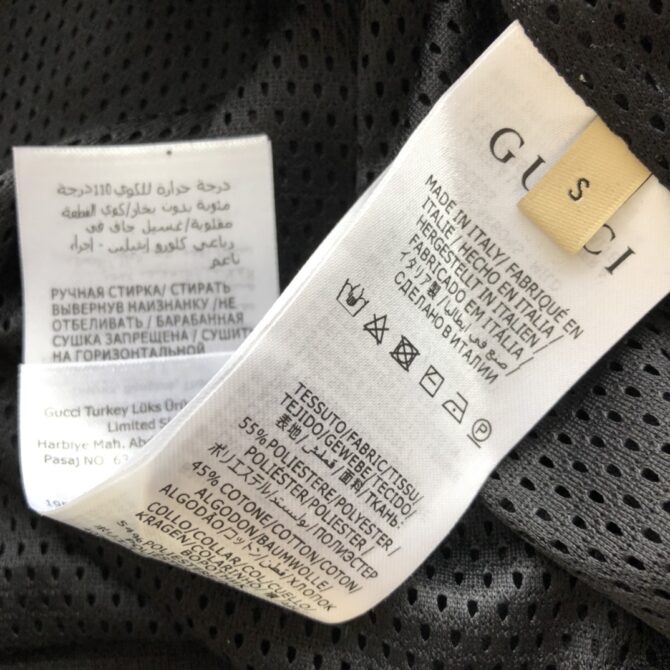 درجة حرارة للكوي 110 درجة
مئوية بدون بخار/كوي القطعة
مقلوبة/غسيل جاف في
رباعي كلورو إيثيلين - إجراء
ناعم
РУЧНАЯ СТИРКА/ СТИРАТЬ
ВЫВЕРНУВ НАИЗНАНКУ/НЕ
ОТБЕЛИВАТЬ/ БАРАБАННАЯ
СУШКА ЗАПРЕЩЕНА/ СУШИТЬ
НА ГОРИЗОНТАЛЬНОЙ
Gucci Turkey Lüks Ürü
Limited
Harbiye Mah.
Pasaj NO
GUCCI
S
MADE IN ITALY/ FABRIQUÉ EN
ITALIE/ HECHO EN ITALIA/
HERGESTELLT IN ITALIEN/
FABRICADO EM ITÁLIA/
イタリア製/ صنع في إيطاليا/
СДЕЛАНО В ИТАЛИИ
TESSUTO/FABRIC/TISSU/
TEJIDO/GEWEBE/TECIDO/
表地/قماش/面料/ТКАНЬ:
55% POLIESTERE/POLYESTER/
POLIÉSTER/POLYESTER/
POLIÉSTER/
ポリエステル/بوليستر/ПОЛИЭСТЕР
45% COTONE/COTTON/COTON/
ALGODÓN/BAUMWOLLE/
ALGODÃO/コットン/قطن/ХЛОПОК
COLLO/COLLAR/COL/CUELLO/
KRAGEN/COLARINHO/